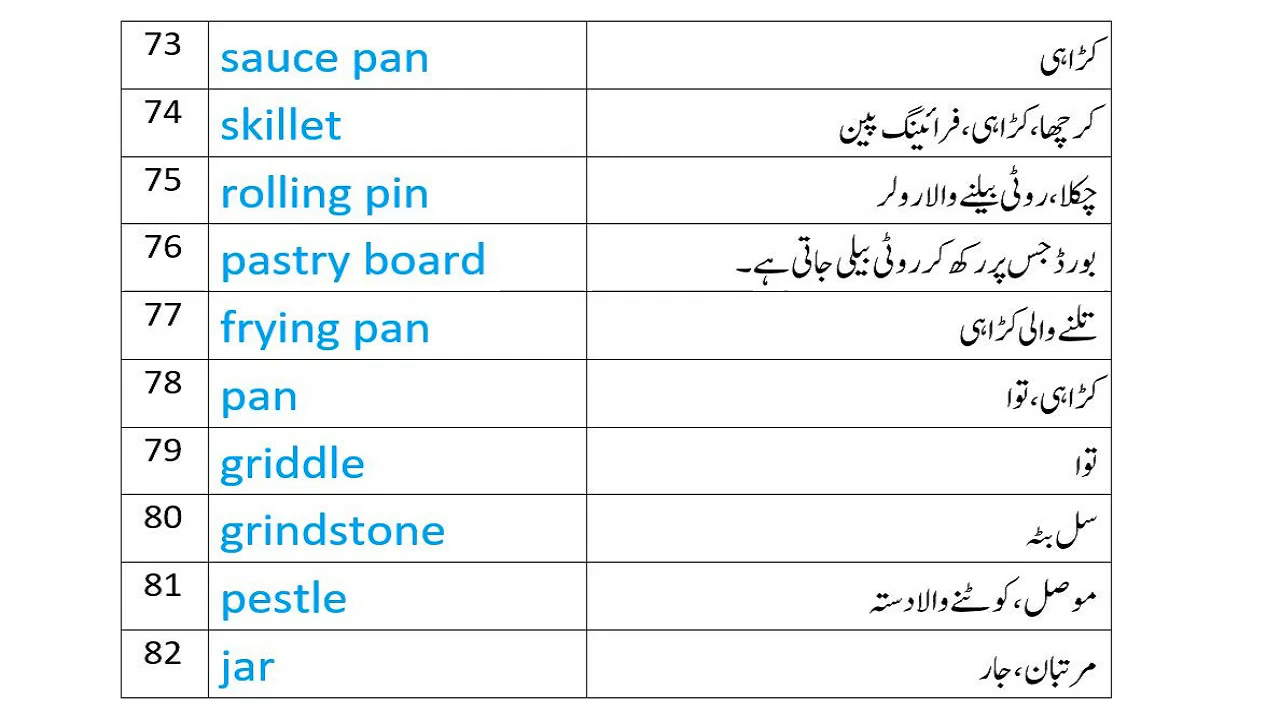 73 sauce pan کڑاہی
74 skillet کرچھا،کڑاہی،فرائینگ پین
75 rolling pin چکلا،روٹی بیلنے والا رولر
76 pastry board بورڈ جس پر رکھ کر روٹی بیلی جاتی ہے۔
77 frying pan تلنے والی کڑاہی
78 pan کڑاہی،توا
79 griddle توا
80 grindstone سل بٹہ
81 pestle موصل،کوٹنے والا دستہ
82 jar مرتبان،جار